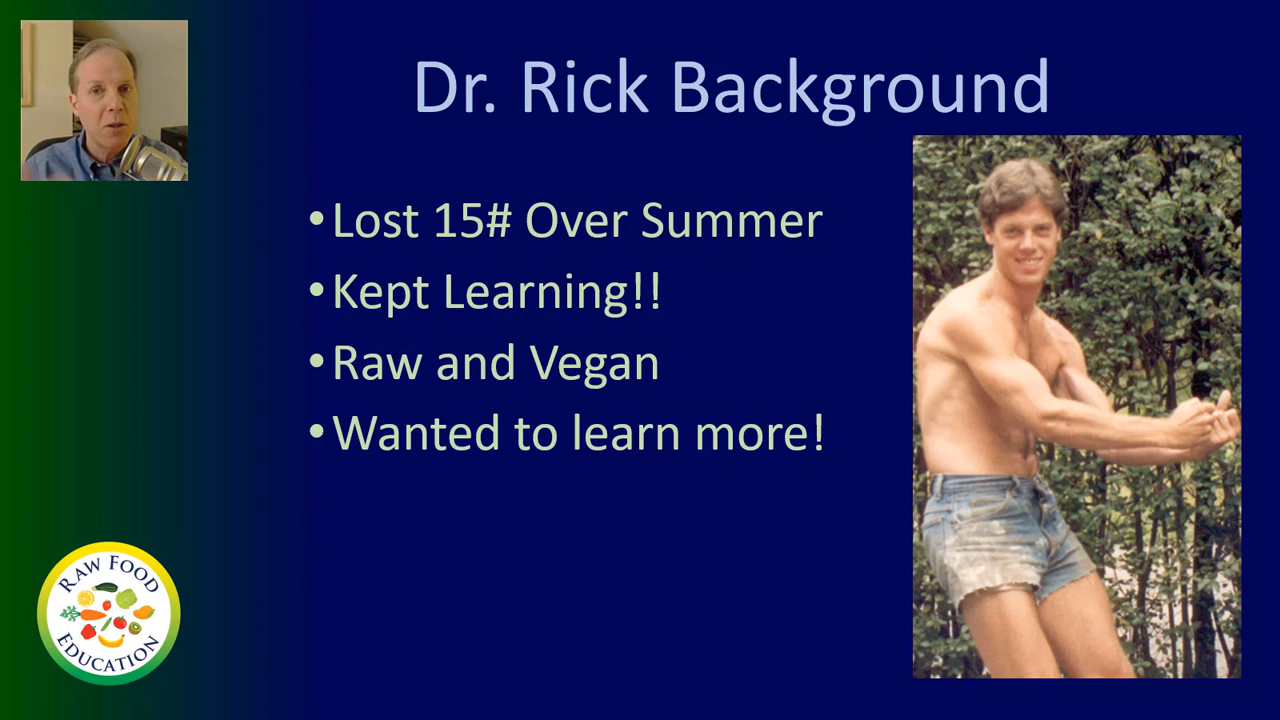 Dr. Rick Background
•Lost 15# Over Summer
•Kept Learning!!
•Raw and Vegan
•Wanted to learn more!
RAW FOOD
EDUCATION